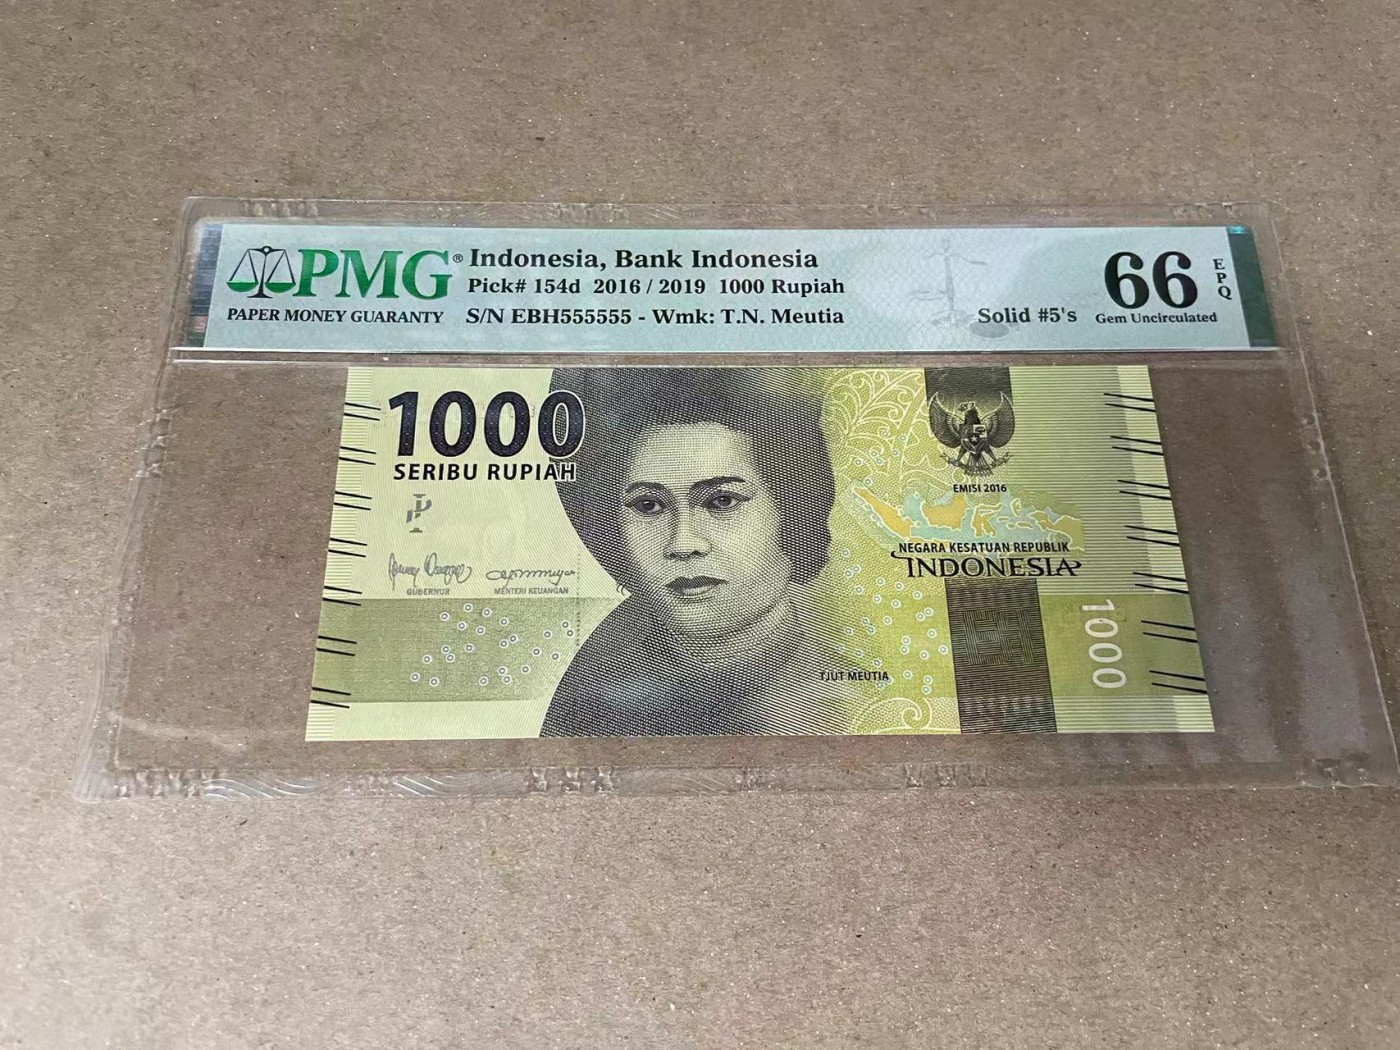 PMG®
PAPER MONEY GUARANTY
Indonesia, Bank Indonesia
Pick# 154d 2016 / 2019 1000 Rupiah
S/N EBH555555 - Wmk: T.N. Meutia
Solid #5's
66
EPQ
Gem Uncirculated
1000
SERIBU RUPIAH
EMISI 2016
NEGARA KESATUAN REPUBLIK
INDONESIA
GUBERNUR
MENTERI KEUANGAN
TJUT MEUTIA
1000